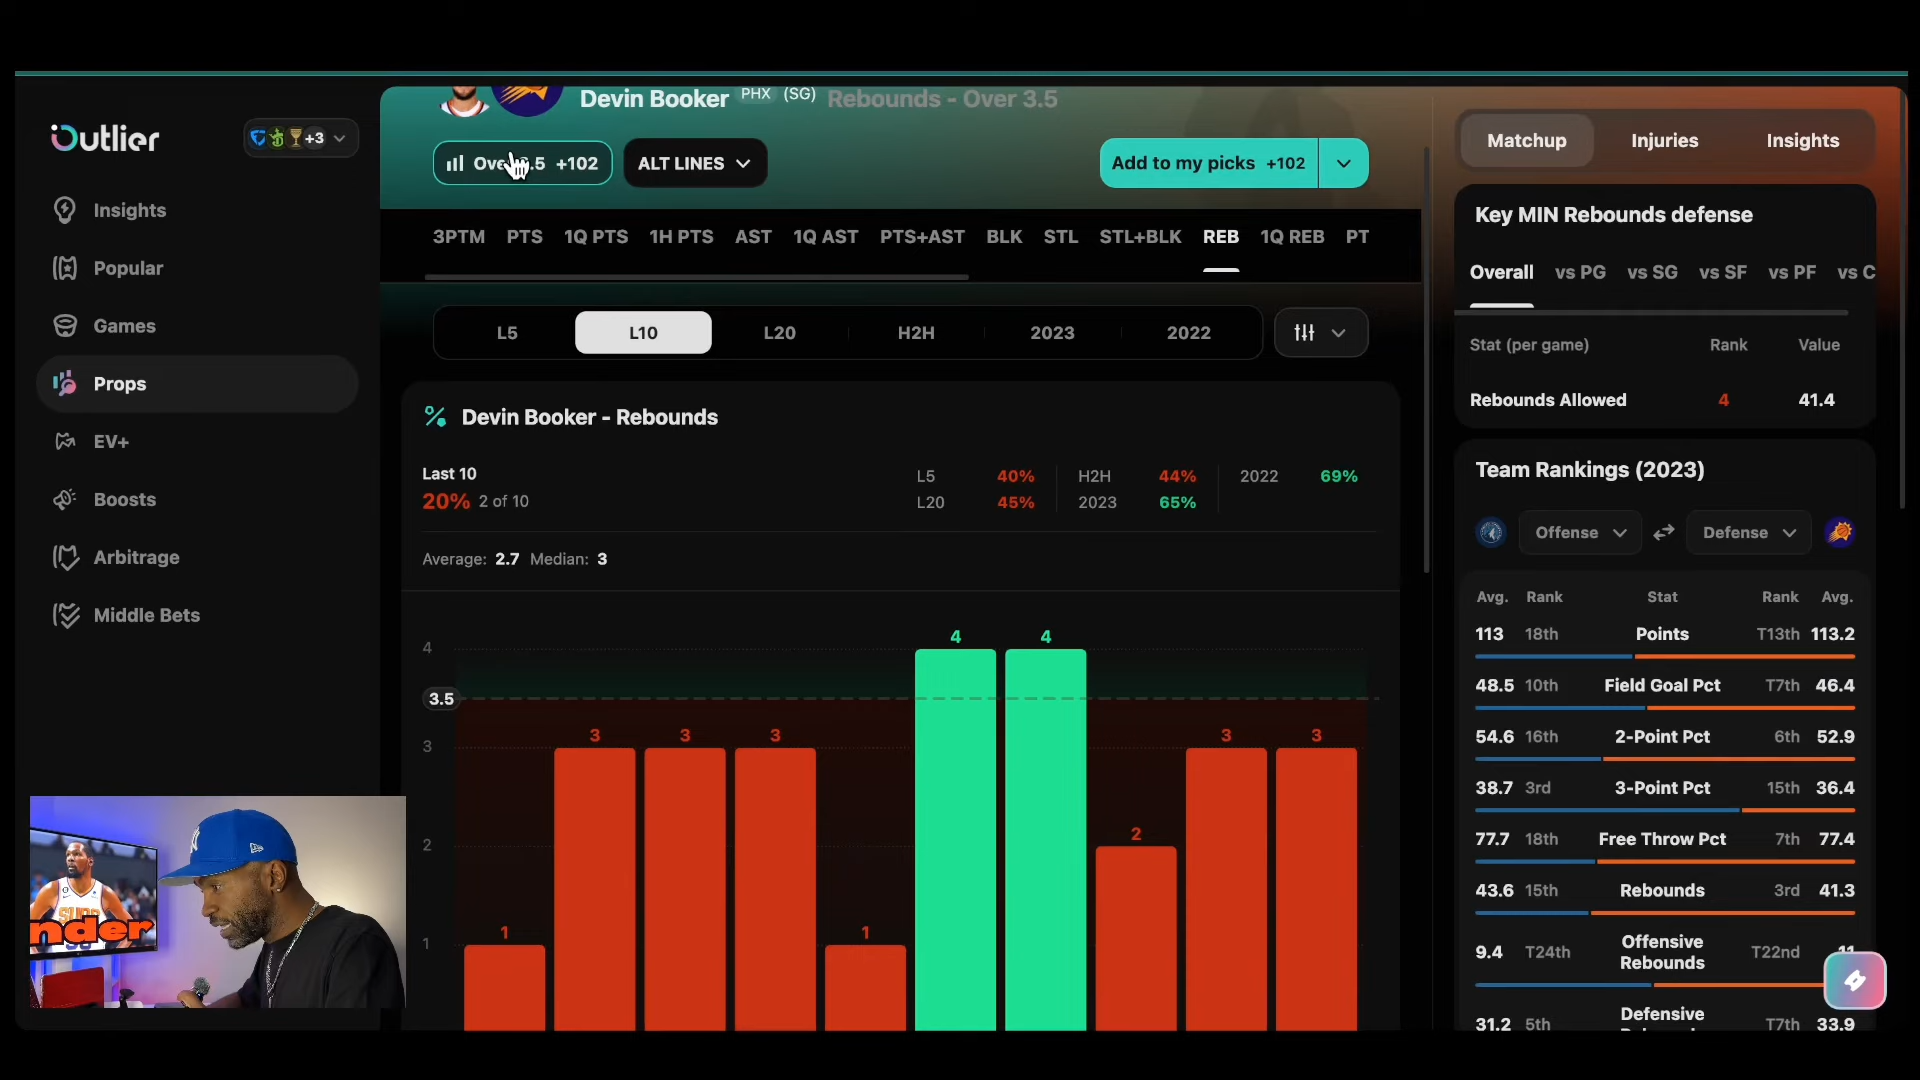 Outlier
+3
Insights
Popular
Games
Props
EV+
Boosts
Arbitrage
Middle Bets
Devin Booker PHX (SG) Rebounds - Over 3.5
+102
ALT LINES
Add to my picks +102
3PTM PTS 1Q PTS 1H PTS AST 1Q AST PTS+AST BLK STL STL+BLK REB 1Q REB PT
L5 L10 L20 H2H 2023 2022
Devin Booker - Rebounds
Last 10
20% 2 of 10
L5 40% H2H 44% 2022 69%
L20 45% 2023 65%
Average: 2.7 Median: 3
4 4
4
3.5
3 3 3 3 3
3
2
2
1 1
1
Matchup Injuries Insights
Key MIN Rebounds defense
Overall vs PG vs SG vs SF vs PF vs C
Stat (per game) Rank Value
Rebounds Allowed 4 41.4
Team Rankings (2023)
Offense Defense
Avg. Rank Stat Rank Avg.
113 18th Points T13th 113.2
48.5 10th Field Goal Pct T7th 46.4
54.6 16th 2-Point Pct 6th 52.9
38.7 3rd 3-Point Pct 15th 36.4
77.7 18th Free Throw Pct 7th 77.4
43.6 15th Rebounds 3rd 41.3
9.4 T24th Offensive Rebounds T22nd 11
31.2 5th Defensive T7th 33.9
SUNS
nder